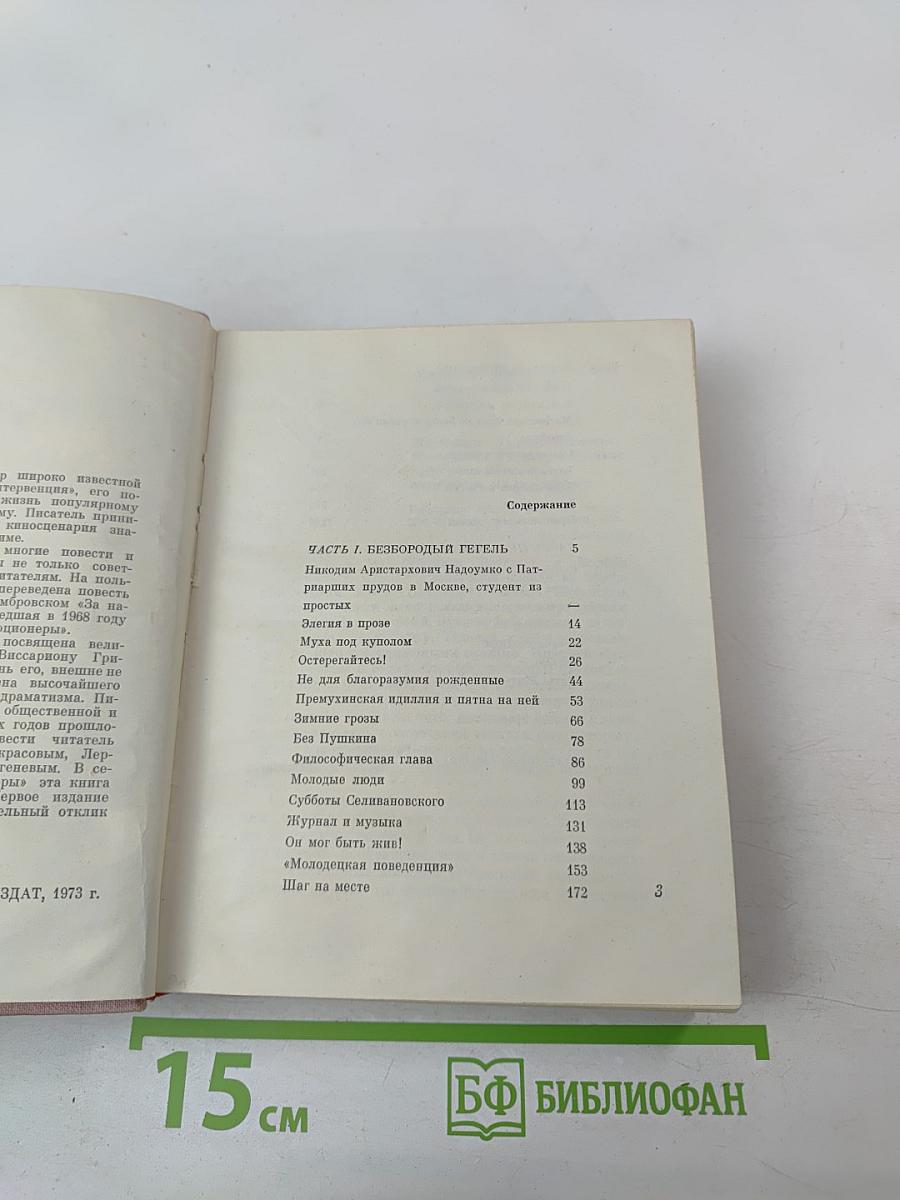 р широко известной
тервенция», его по-
жизнь популярному
му. Писатель прини-
киносценария зна-
име.
многие повести и
ы не только совет-
итателям. На поль-
переведена повесть
мбровском «За на-
едшая в 1968 году
юционеры».
посвящена вели-
Виссариону Гри-
нь его, внешне не
на высочайшего
драматизма. Пи-
общественной и
х годов прошло-
вести читатель
красовым, Лер-
геневым. В се-
ры» эта книга
ервое издание
ельный отклик
ЗДАТ, 1973 г.
Содержание
ЧАСТЬ I. БЕЗБОРОДЫЙ ГЕГЕЛЬ 5
Никодим Аристархович Надоумко с Пат-
риарших прудов в Москве, студент из
простых —
Элегия в прозе 14
Муха под куполом 22
Остерегайтесь! 26
Не для благоразумия рожденные 44
Премухинская идиллия и пятна на ней 53
Зимние грозы 66
Без Пушкина 78
Философическая глава 86
Молодые люди 99
Субботы Селивановского 113
Журнал и музыка 131
Он мог быть жив! 138
«Молодецкая поведенция» 153
Шаг на месте 172
3
15 см
БФ БИБЛИОФАН